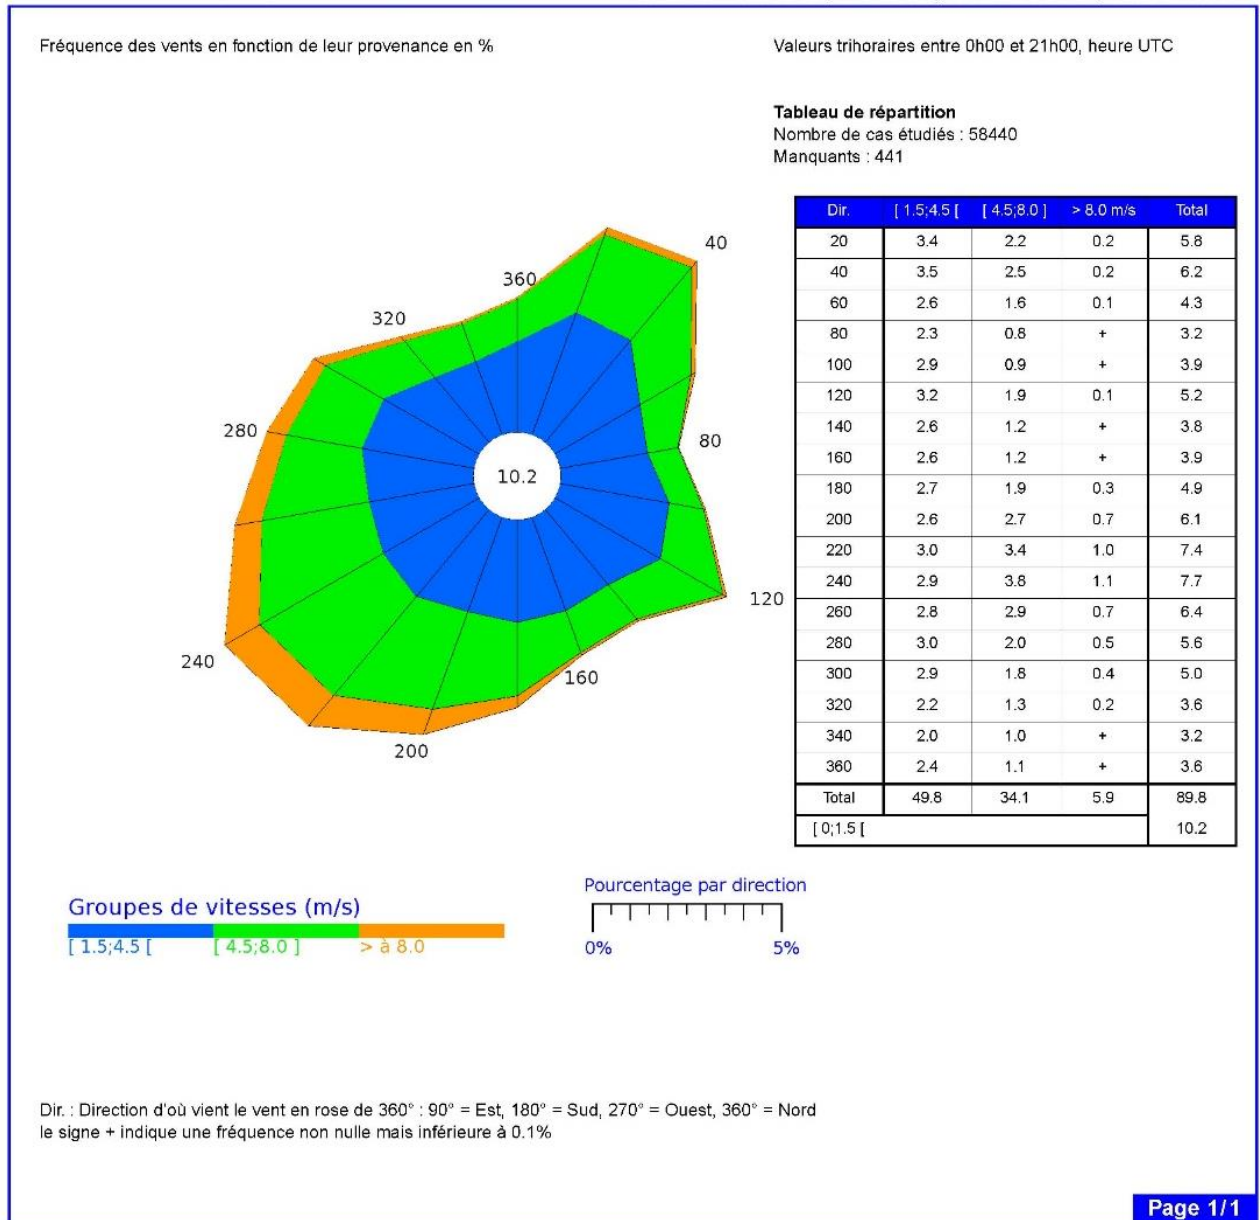 Fréquence des vents en fonction de leur provenance en %
Valeurs trihoraires entre 0h00 et 21h00, heure UTC
Tableau de répartition
Nombre de cas étudiés : 58440
Manquants : 441
Dir. [ 1.5;4.5 [ [ 4.5;8.0 ] > 8.0 m/s Total
20 3.4 2.2 0.2 5.8
40 3.5 2.5 0.2 6.2
60 2.6 1.6 0.1 4.3
80 2.3 0.8 + 3.2
100 2.9 0.9 + 3.9
120 3.2 1.9 0.1 5.2
140 2.6 1.2 + 3.8
160 2.6 1.2 + 3.9
180 2.7 1.9 0.3 4.9
200 2.6 2.7 0.7 6.1
220 3.0 3.4 1.0 7.4
240 2.9 3.8 1.1 7.7
260 2.8 2.9 0.7 6.4
280 3.0 2.0 0.5 5.6
300 2.9 1.8 0.4 5.0
320 2.2 1.3 0.2 3.6
340 2.0 1.0 + 3.2
360 2.4 1.1 + 3.6
Total 49.8 34.1 5.9 89.8
[ 0;1.5 [ 10.2
40
360
320
280
80
10.2
120
240
160
200
Groupes de vitesses (m/s)
[ 1.5;4.5 [ [ 4.5;8.0 ] > à 8.0
Pourcentage par direction
0% 5%
Dir. : Direction d'où vient le vent en rose de 360° : 90° = Est, 180° = Sud, 270° = Ouest, 360° = Nord
le signe + indique une fréquence non nulle mais inférieure à 0.1%
Page 1/1